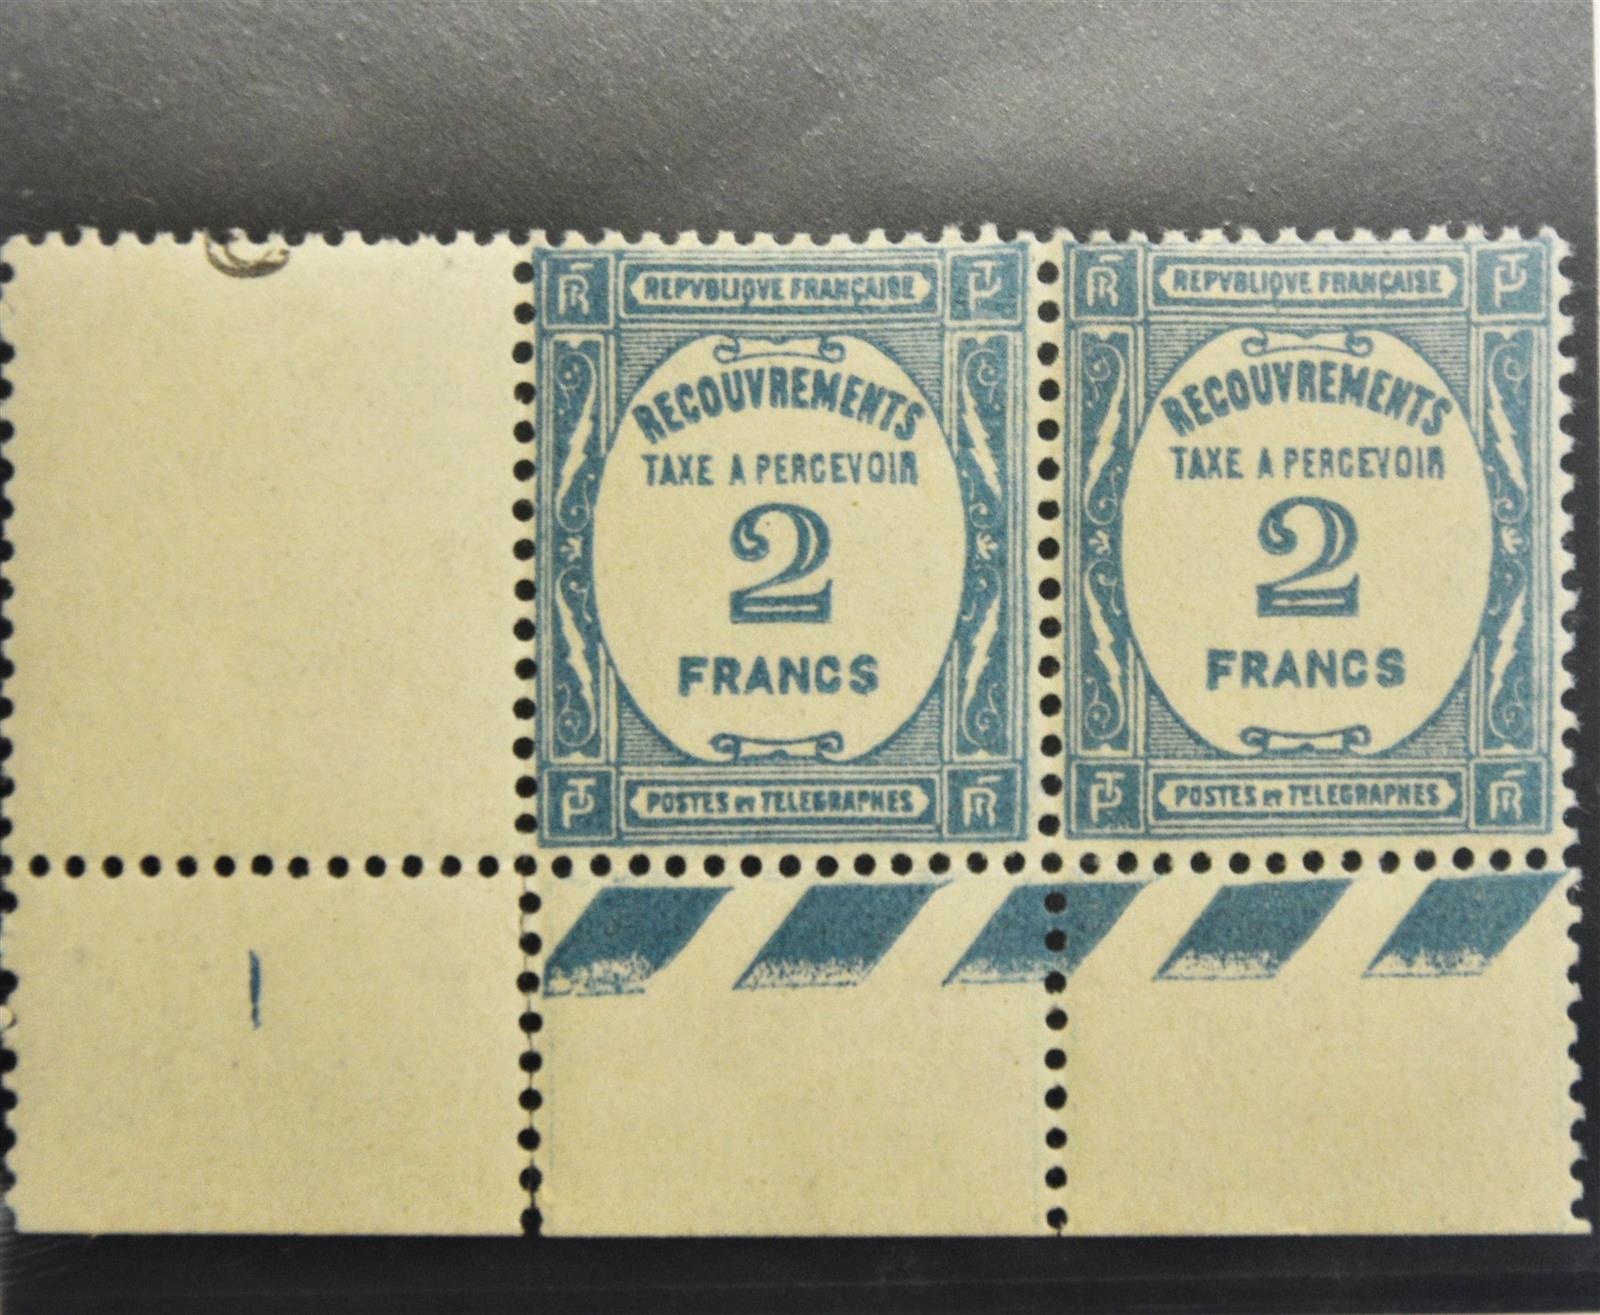 RF PT
REPVBLIQVE FRANÇAISE
RECOUVREMENTS
TAXE A PERCEVOIR
2
FRANCS
PT RF
POSTES ET TELEGRAPHES
RF PT
REPVBLIQVE FRANÇAISE
RECOUVREMENTS
TAXE A PERCEVOIR
2
FRANCS
PT RF
POSTES ET TELEGRAPHES
1